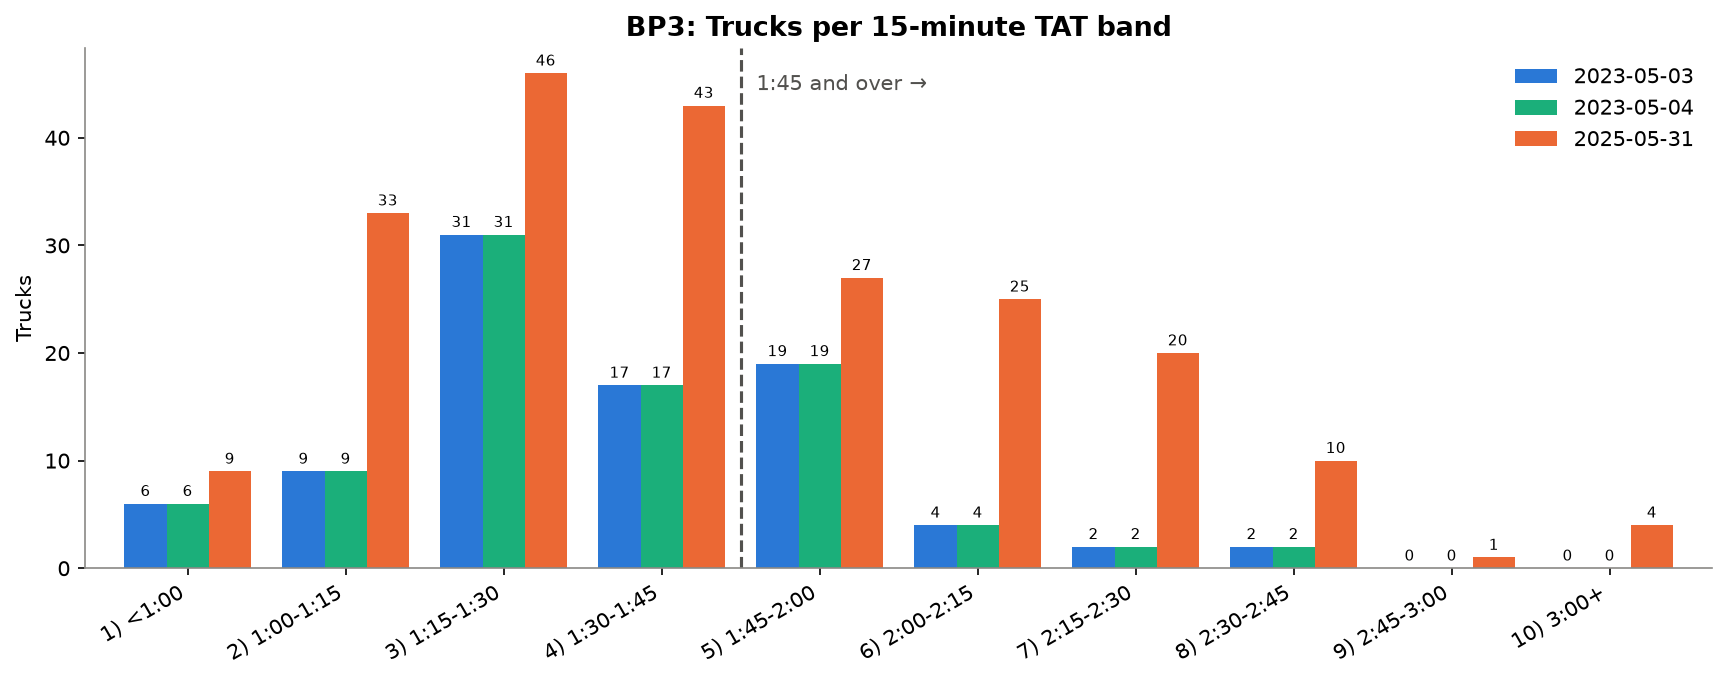 BP3: Trucks per 15-minute TAT band
1:45 and over →
2023-05-03
2023-05-04
2025-05-31
Trucks
40
30
20
10
0
6 6 9
9 9 33
31 31 46
17 17 43
19 19 27
4 4 25
2 2 20
2 2 10
0 0 1
0 0 4
1) <1:00
2) 1:00-1:15
3) 1:15-1:30
4) 1:30-1:45
5) 1:45-2:00
6) 2:00-2:15
7) 2:15-2:30
8) 2:30-2:45
9) 2:45-3:00
10) 3:00+